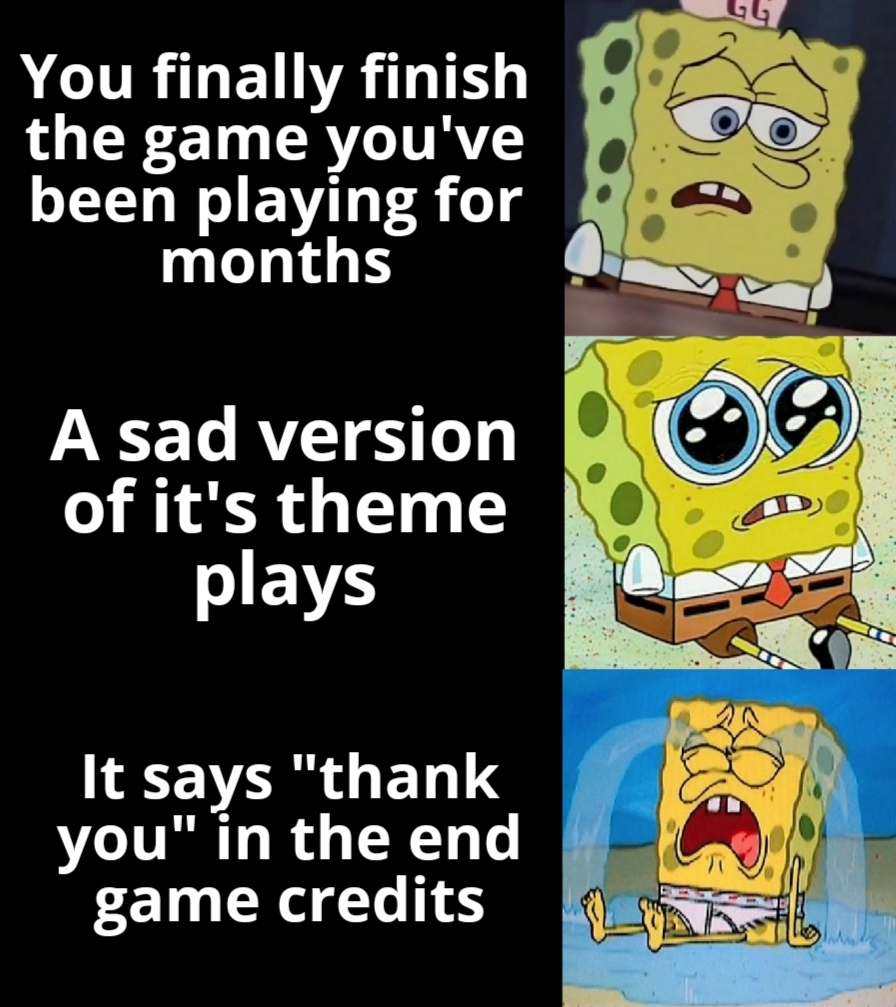 You finally finish
the game you've
been playing for
months
GG
A sad version
of it's theme
plays
It says "thank
you" in the end
game credits